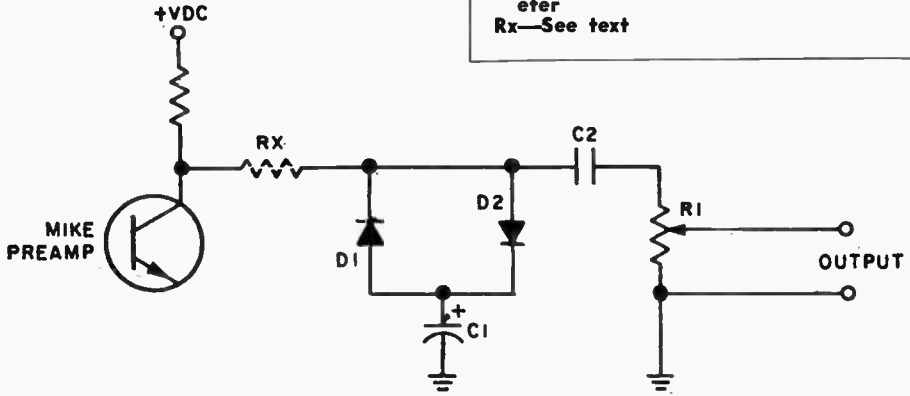 eter
Rx—See text
+VDC
RX
C2
D2
R1
MIKE
PREAMP
D1
OUTPUT
+
C1